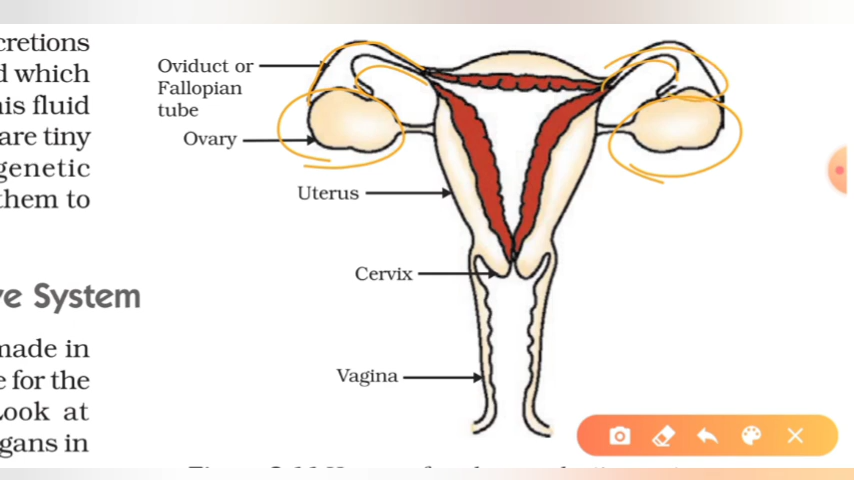 cretions
d which
his fluid
are tiny
genetic
them to
ve System
made in
e for the
Look at
gans in
Oviduct or
Fallopian
tube
Ovary
Uterus
Cervix
Vagina